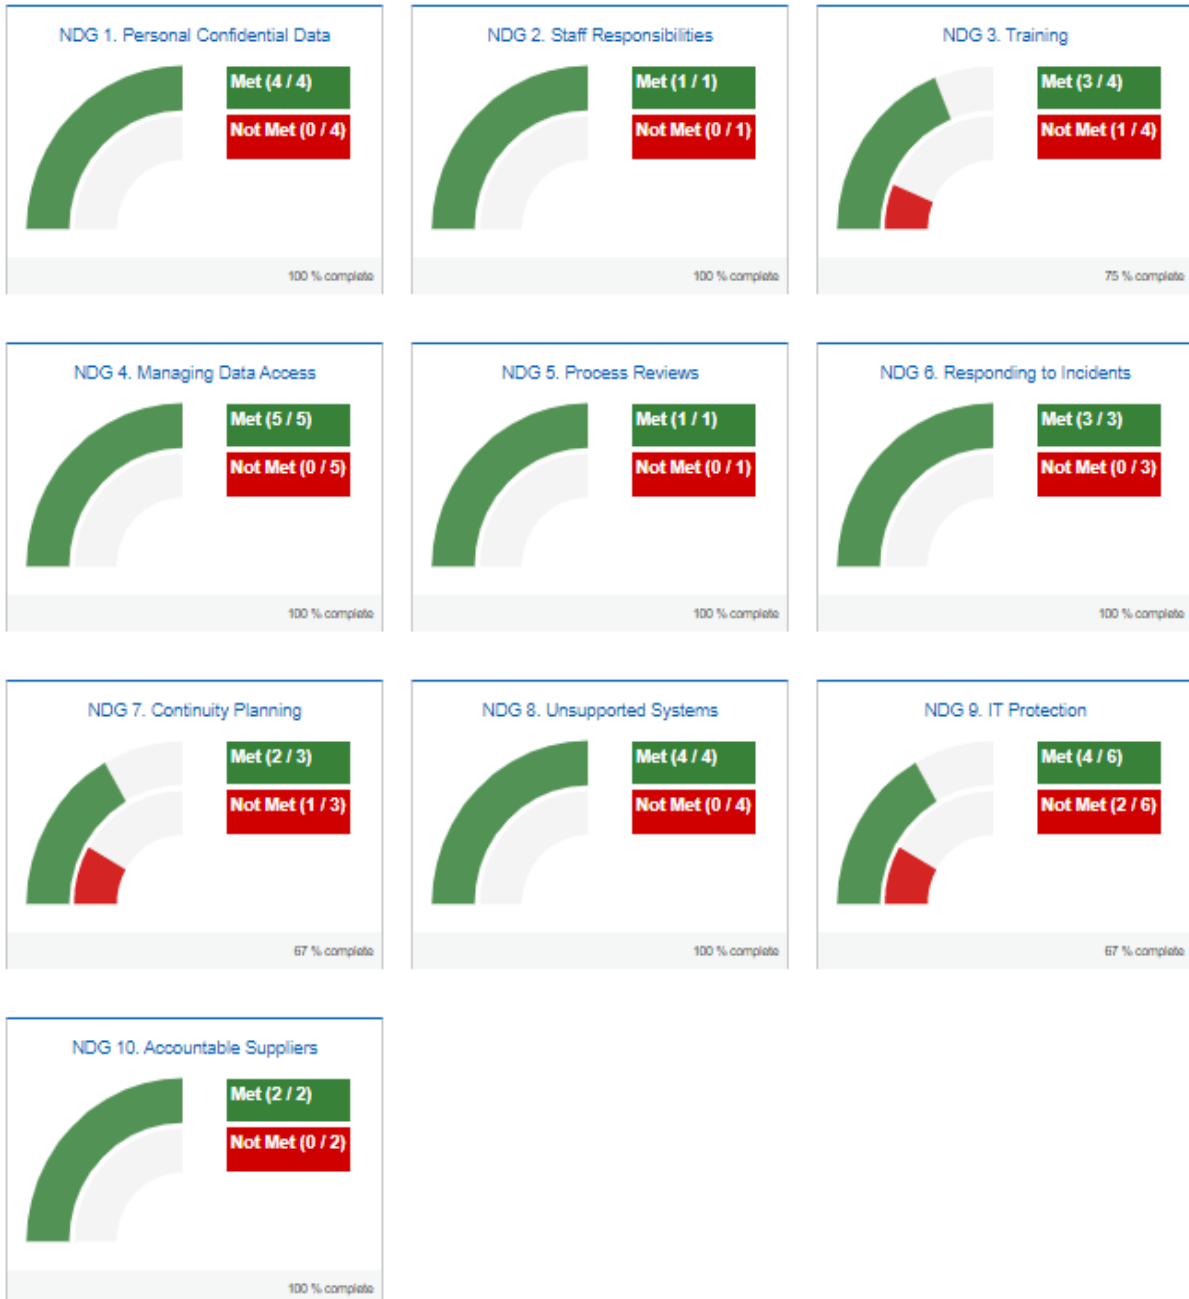 NDG 1. Personal Confidential Data
Met (4 / 4)
Not Met (0 / 4)
100 % complete
NDG 2. Staff Responsibilities
Met (1 / 1)
Not Met (0 / 1)
100 % complete
NDG 3. Training
Met (3 / 4)
Not Met (1 / 4)
75 % complete
NDG 4. Managing Data Access
Met (5 / 5)
Not Met (0 / 5)
100 % complete
NDG 5. Process Reviews
Met (1 / 1)
Not Met (0 / 1)
100 % complete
NDG 6. Responding to Incidents
Met (3 / 3)
Not Met (0 / 3)
100 % complete
NDG 7. Continuity Planning
Met (2 / 3)
Not Met (1 / 3)
67 % complete
NDG 8. Unsupported Systems
Met (4 / 4)
Not Met (0 / 4)
100 % complete
NDG 9. IT Protection
Met (4 / 6)
Not Met (2 / 6)
67 % complete
NDG 10. Accountable Suppliers
Met (2 / 2)
Not Met (0 / 2)
100 % complete